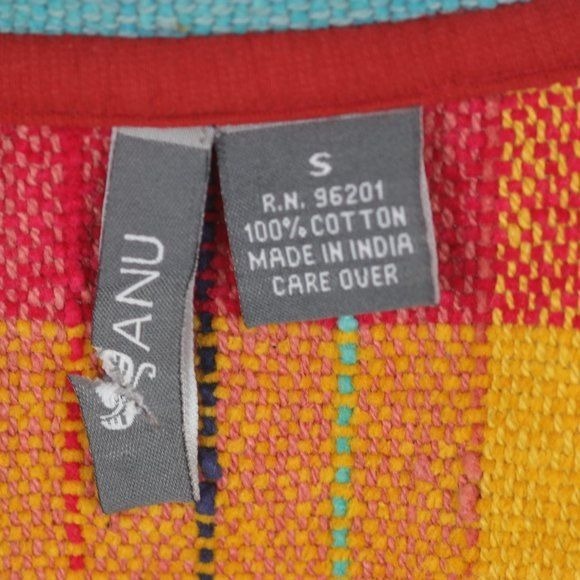 ANU
S
R.N. 96201
100% COTTON
MADE IN INDIA
CARE OVER